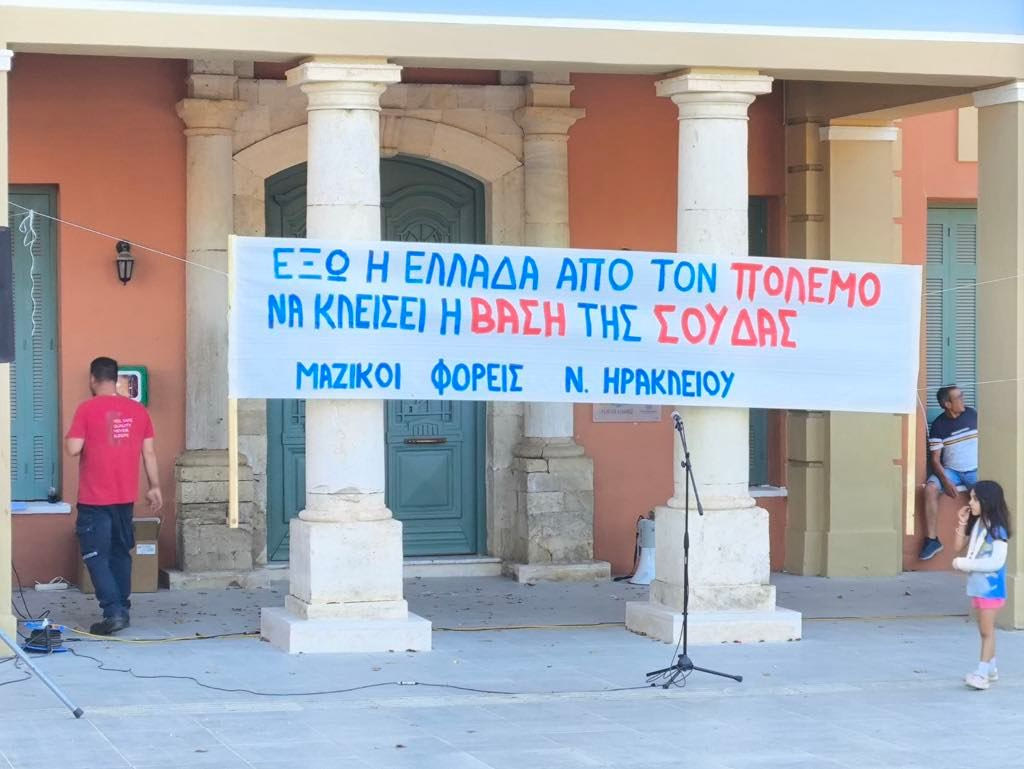 ΕΞΩ Η ΕΛΛΑΔΑ ΑΠΟ ΤΟΝ ΠΟΛΕΜΟ
ΝΑ ΚΛΕΙΣΕΙ Η ΒΑΣΗ ΤΗΣ ΣΟΥΔΑΣ
ΜΑΖΙΚΟΙ ΦΟΡΕΙΣ Ν. ΗΡΑΚΛΕΙΟΥ